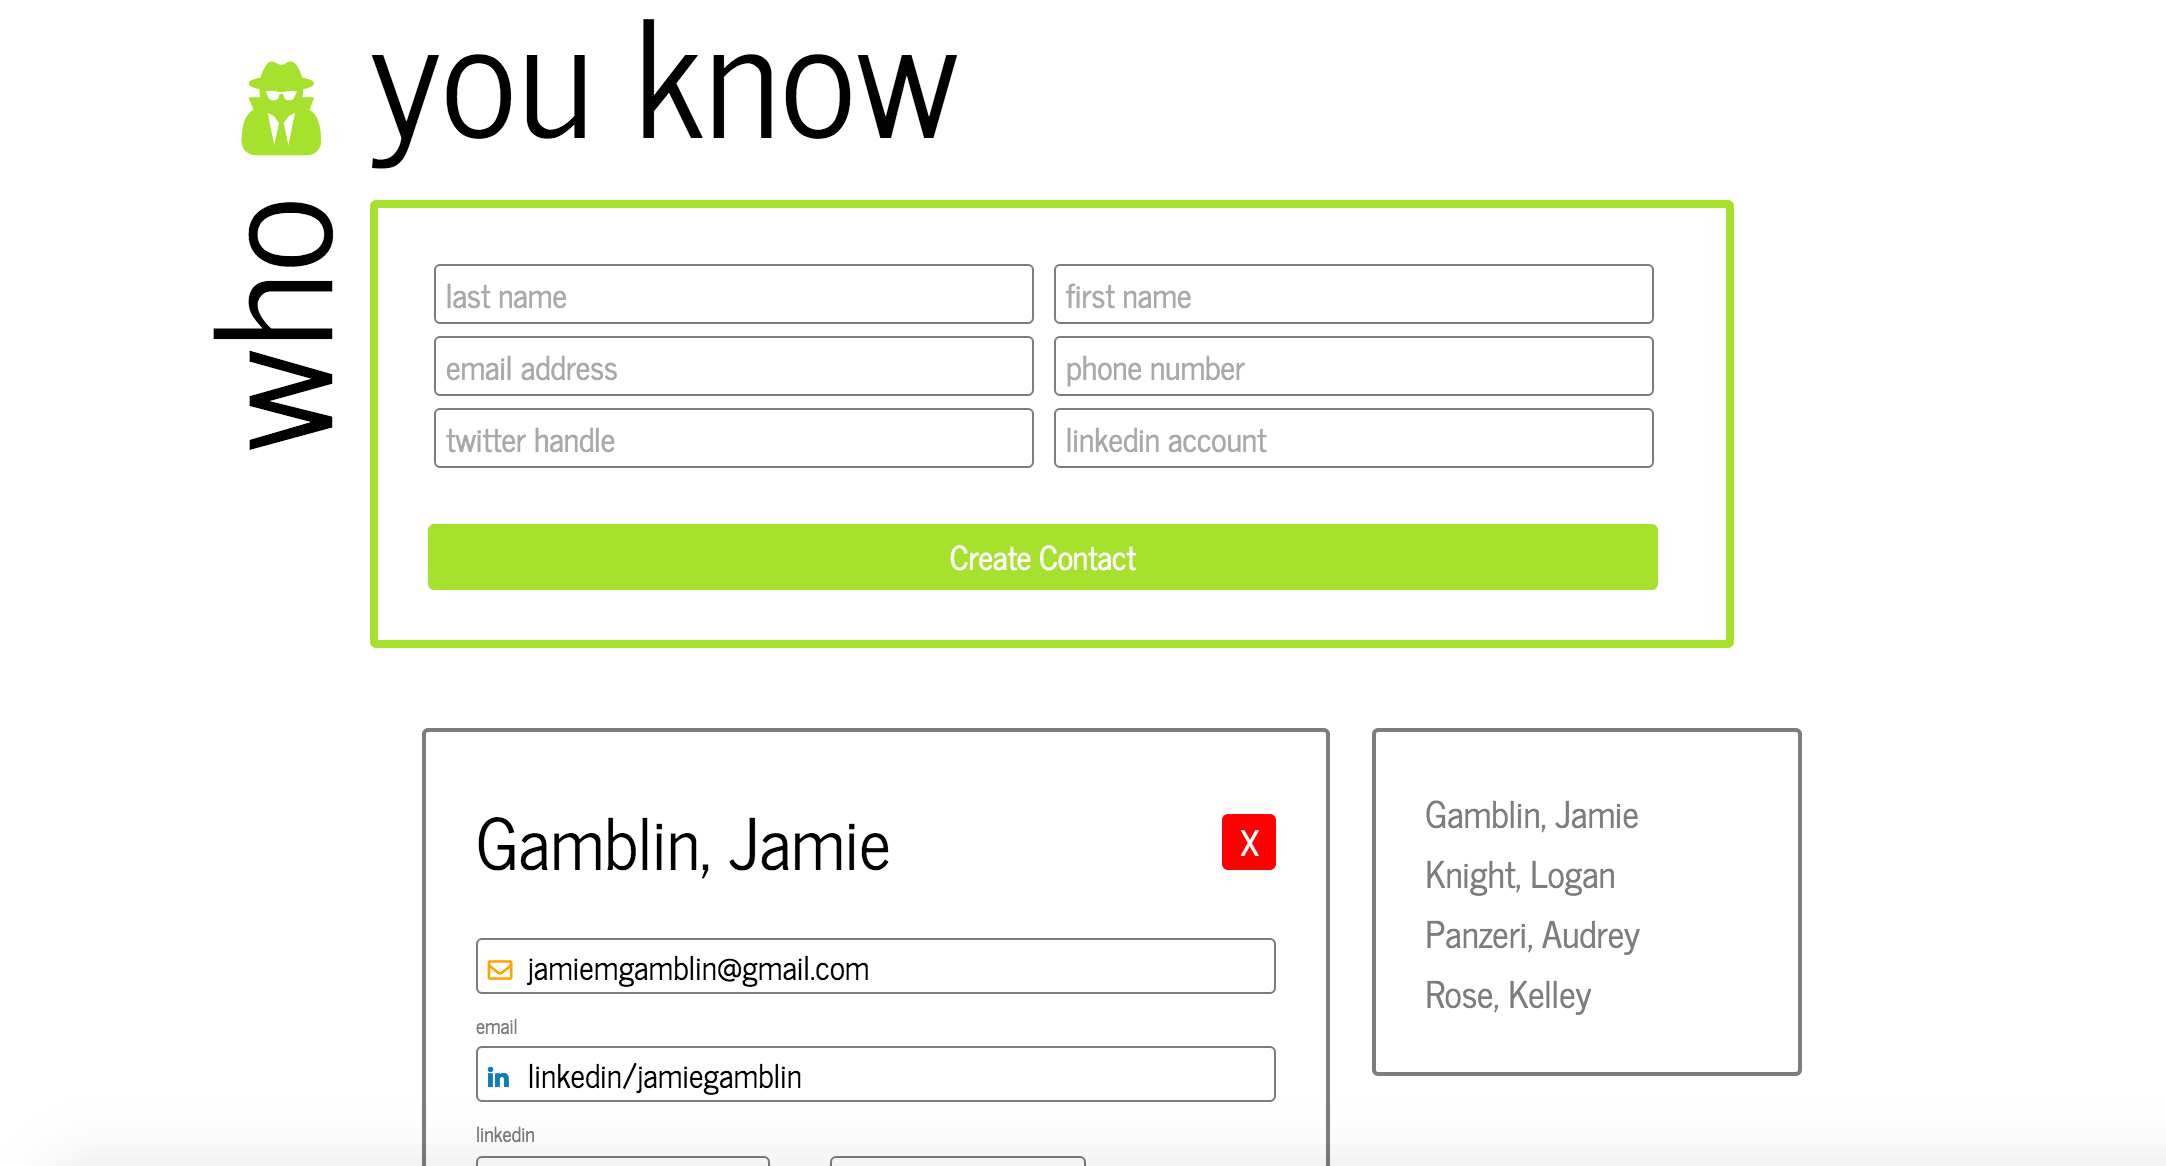 who
you know
last name
first name
email address
phone number
twitter handle
linkedin account
Create Contact
Gamblin, Jamie
X
jamiemgamblin@gmail.com
email
in linkedin/jamiegamblin
linkedin
Gamblin, Jamie
Knight, Logan
Panzeri, Audrey
Rose, Kelley